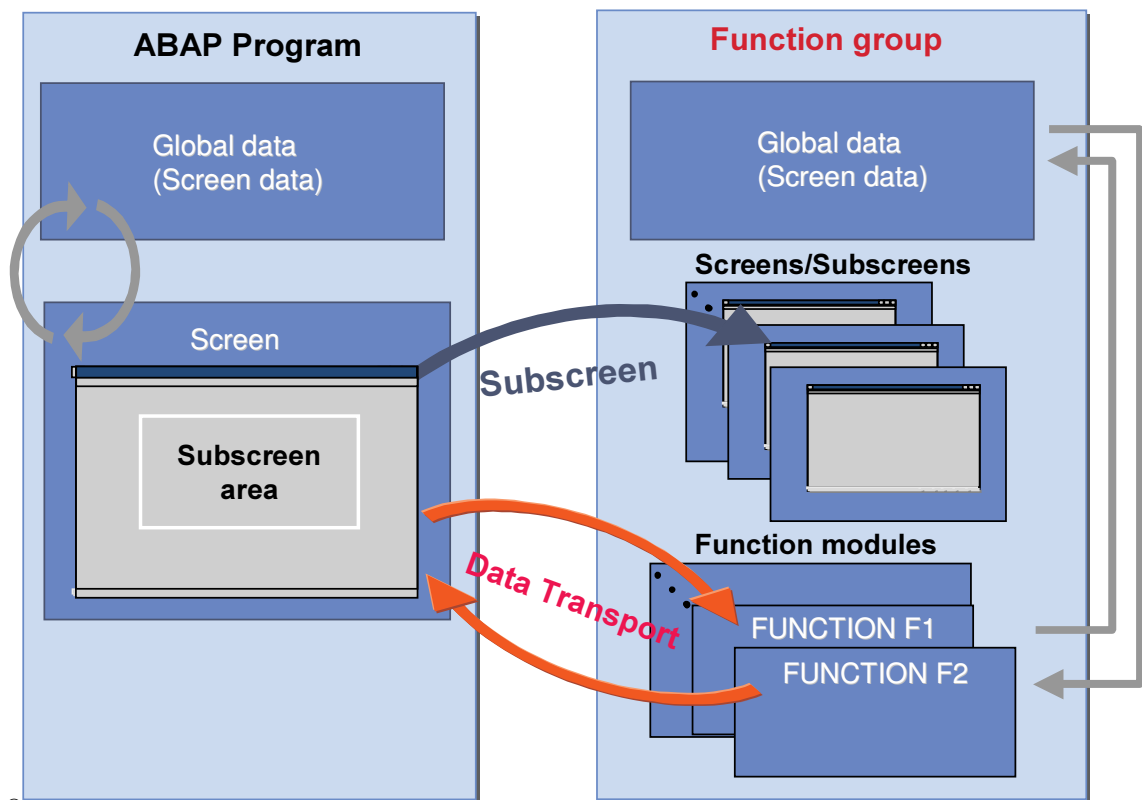 ABAP Program
Global data
(Screen data)
Screen
Subscreen
area
Subscreen
Data Transport
Function group
Global data
(Screen data)
Screens/Subscreens
Function modules
FUNCTION F1
FUNCTION F2